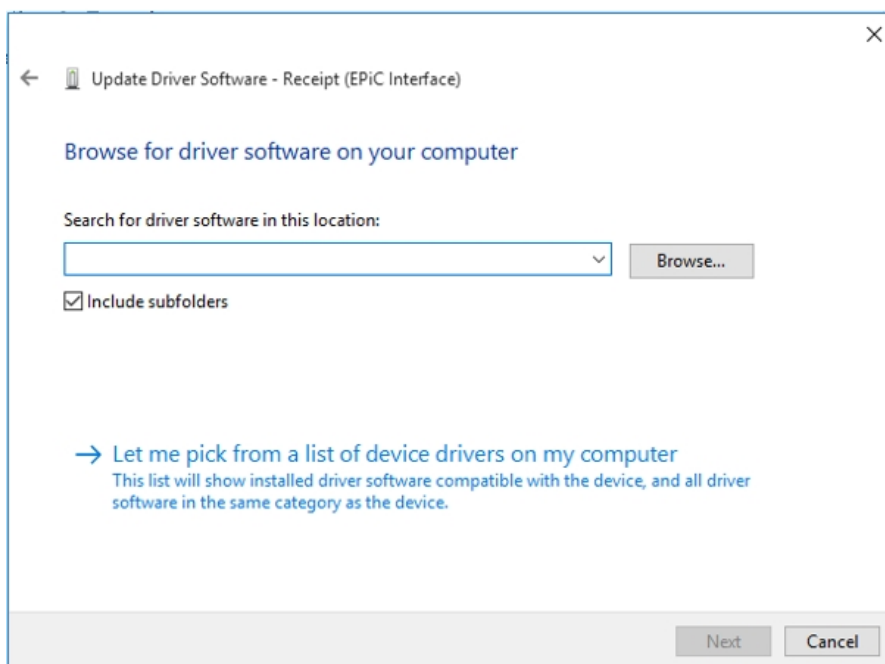 Update Driver Software - Receipt (EPiC Interface)
Browse for driver software on your computer
Search for driver software in this location:
Browse...
Include subfolders
Let me pick from a list of device drivers on my computer
This list will show installed driver software compatible with the device, and all driver
software in the same category as the device.
Next
Cancel